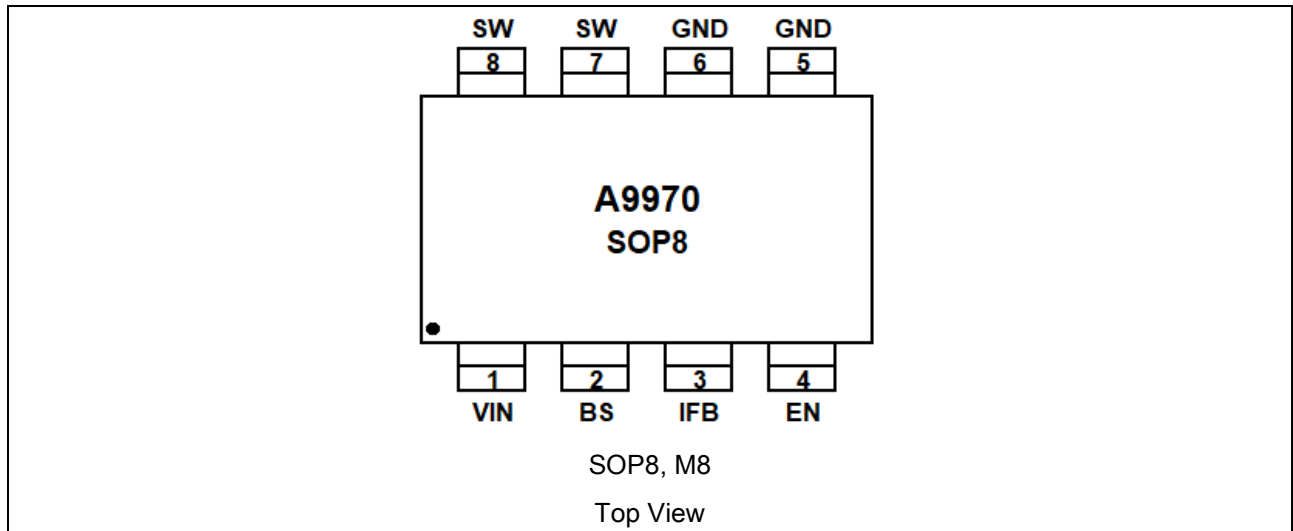 SW SW GND GND
8 7 6 5
A9970
SOP8
1 2 3 4
VIN BS IFB EN
SOP8, M8
Top View